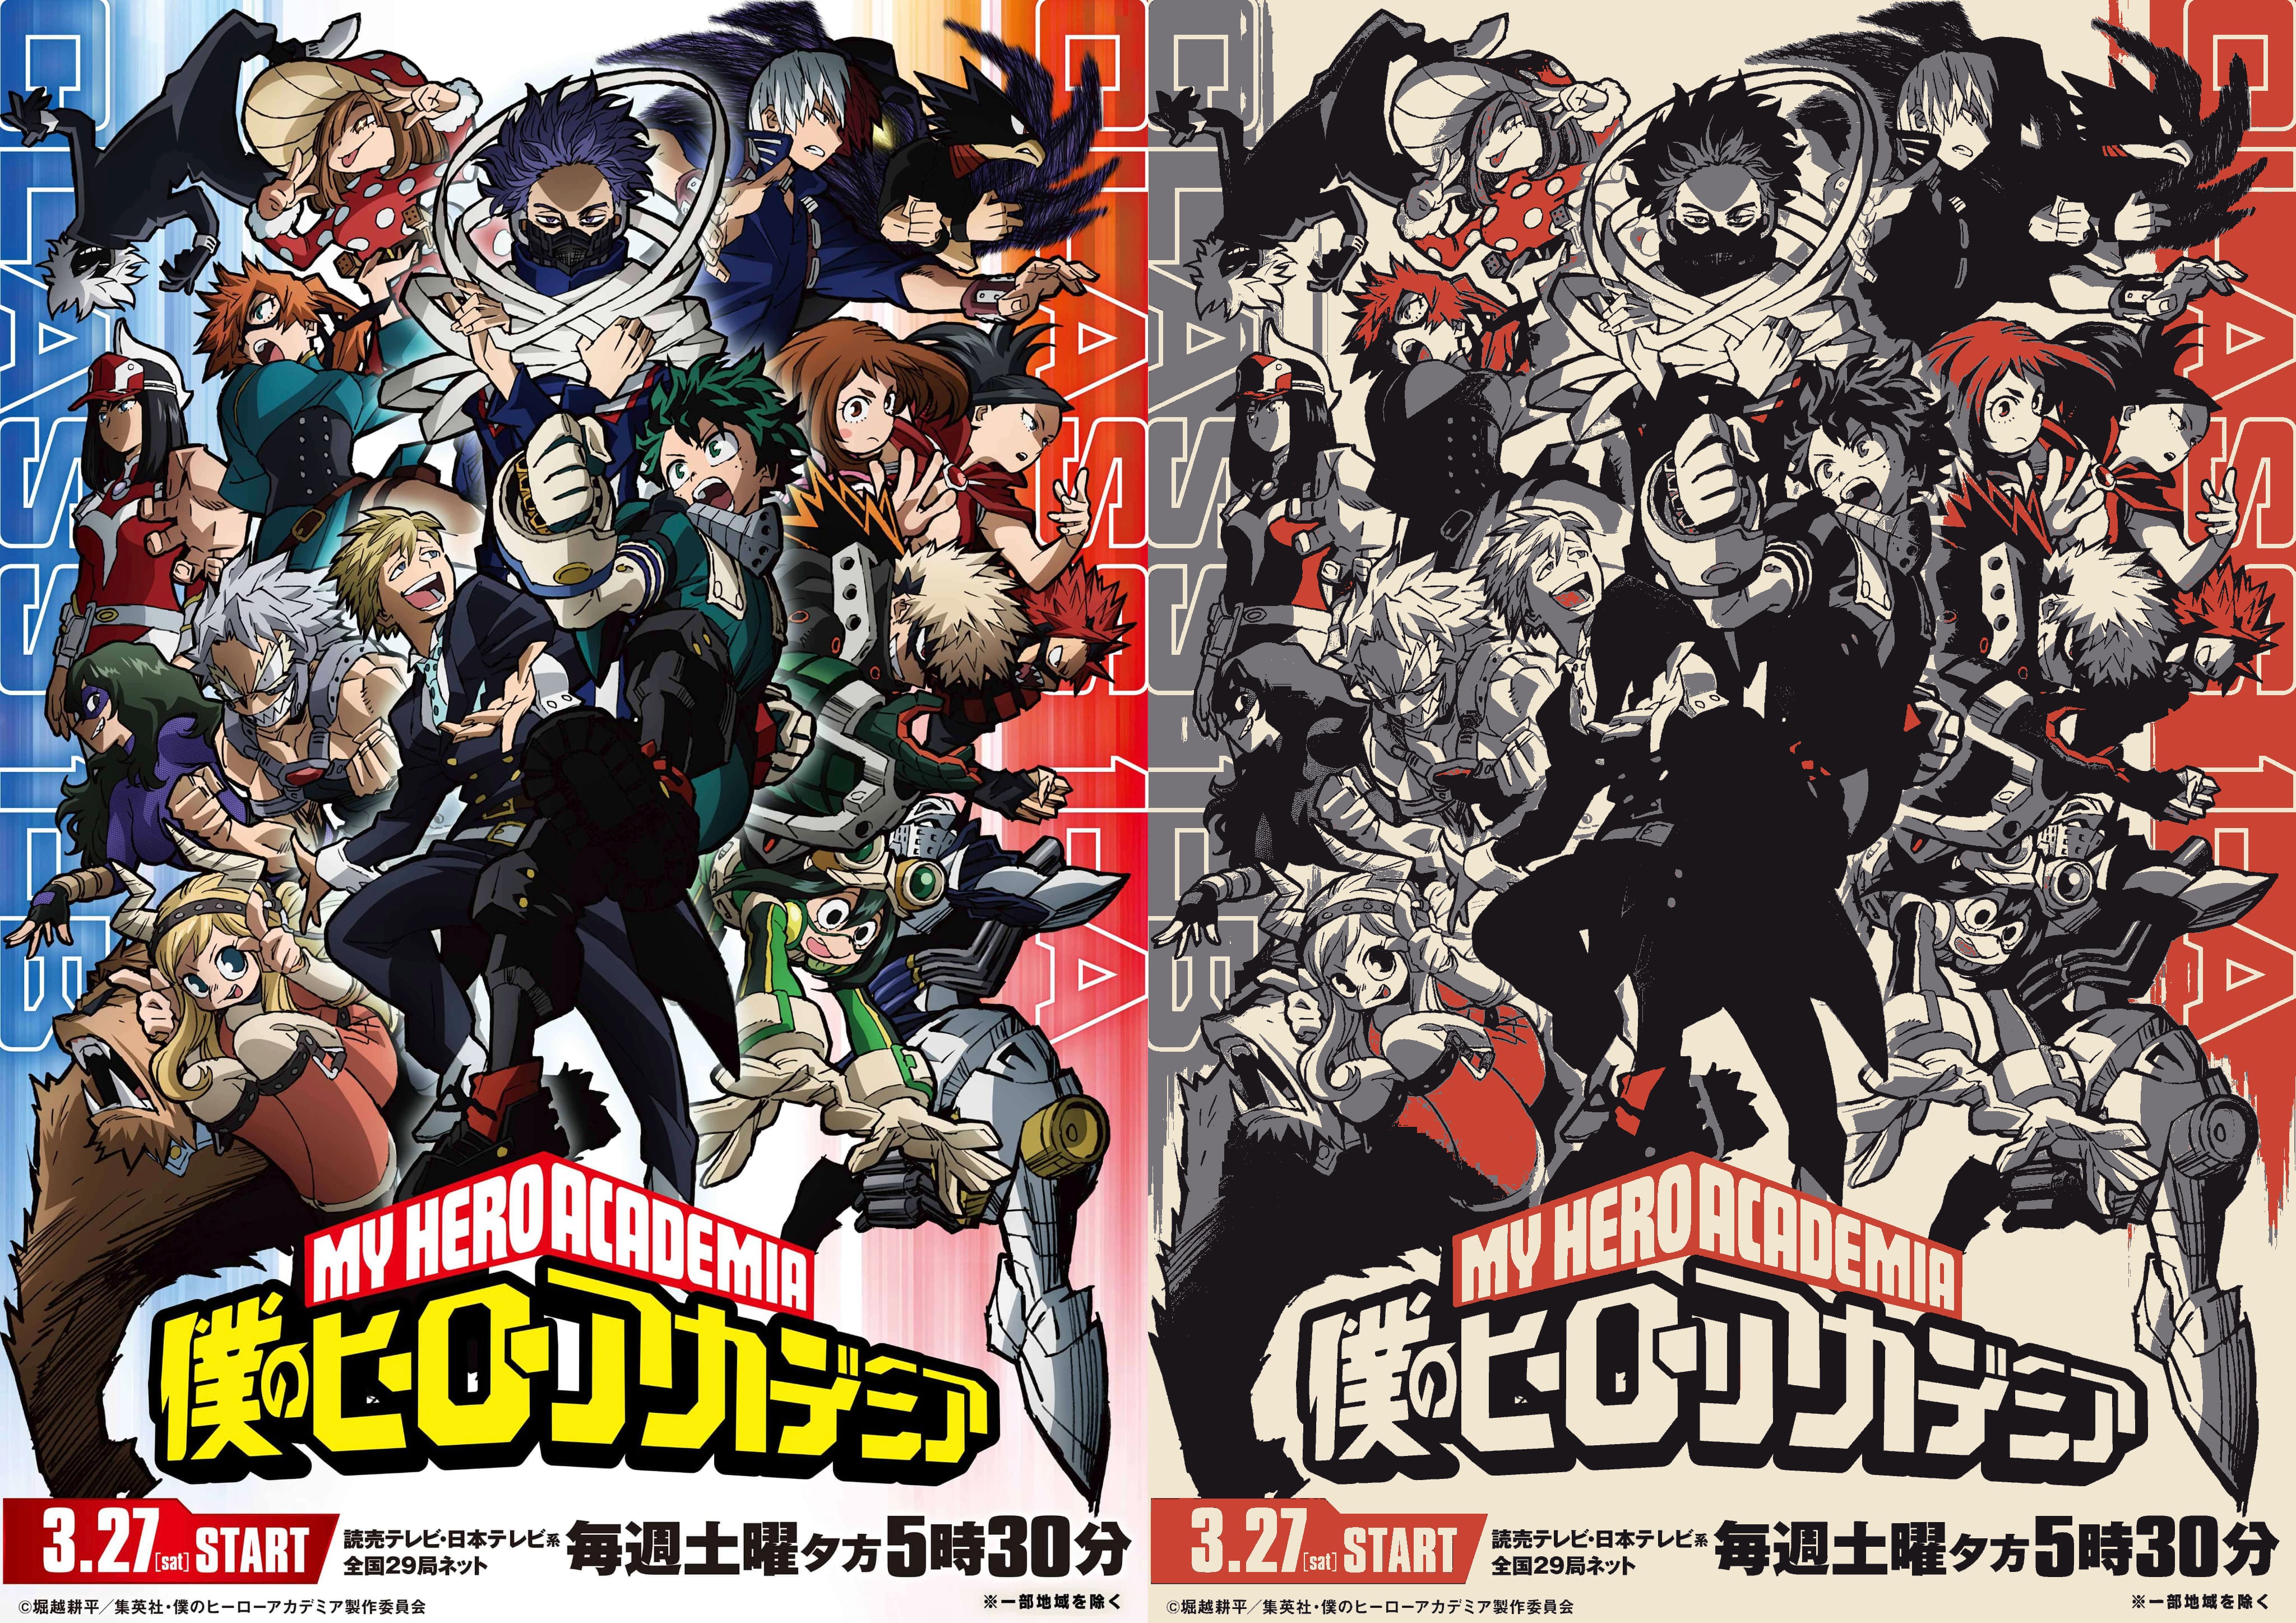 CLASS 1-B
CLASS 1-A
MY HERO ACADEMIA
僕のヒーローアカデミア
3.27[sat] START
読売テレビ・日本テレビ系
全国29局ネット
毎週土曜夕方5時30分
※一部地域を除く
©堀越耕平／集英社・僕のヒーローアカデミア製作委員会
CLASS 1-B
CLASS 1-A
MY HERO ACADEMIA
僕のヒーローアカデミア
3.27[sat] START
読売テレビ・日本テレビ系
全国29局ネット
毎週土曜夕方5時30分
※一部地域を除く
©堀越耕平／集英社・僕のヒーローアカデミア製作委員会